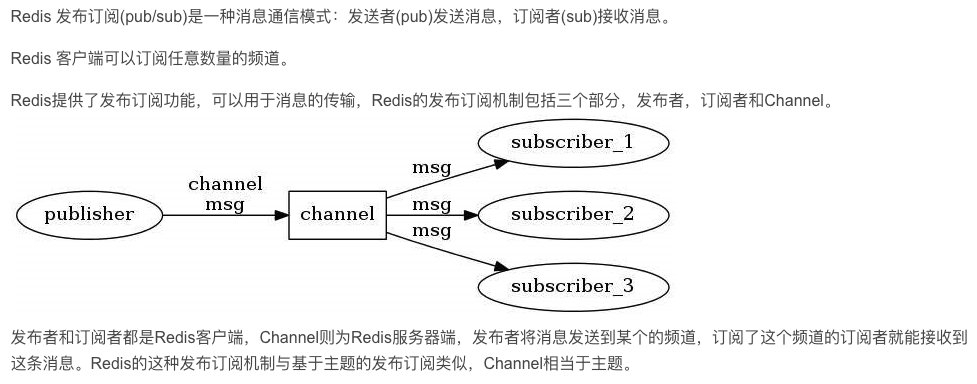 Redis 发布订阅(pub/sub)是一种消息通信模式：发送者(pub)发送消息，订阅者(sub)接收消息。
Redis 客户端可以订阅任意数量的频道。
Redis提供了发布订阅功能，可以用于消息的传输，Redis的发布订阅机制包括三个部分，发布者，订阅者和Channel。
subscriber_1
msg
channel
msg
publisher
channel
msg
subscriber_2
msg
subscriber_3
发布者和订阅者都是Redis客户端，Channel则为Redis服务器端，发布者将消息发送到某个的频道，订阅了这个频道的订阅者就能接收到
这条消息。Redis的这种发布订阅机制与基于主题的发布订阅类似，Channel相当于主题。